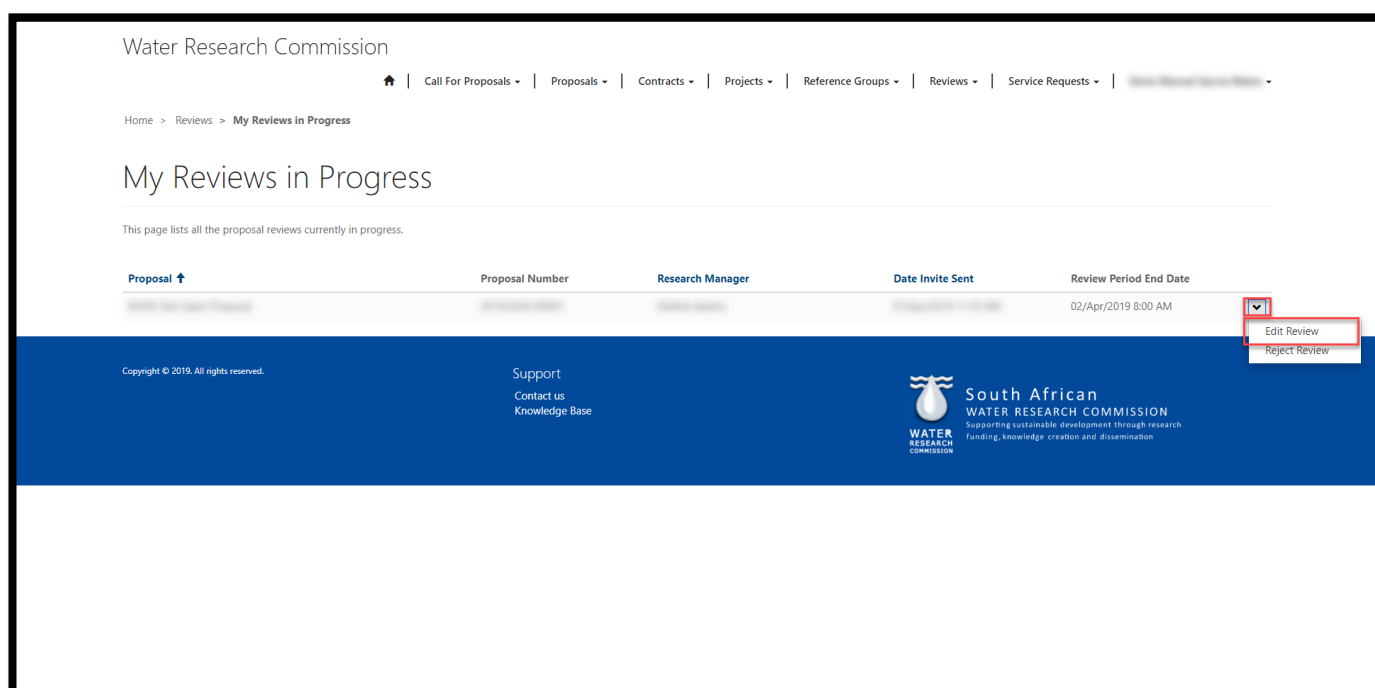 Water Research Commission
Call For Proposals | Proposals | Contracts | Projects | Reference Groups | Reviews | Service Requests |
Home > Reviews > My Reviews in Progress
My Reviews in Progress
This page lists all the proposal reviews currently in progress.
Proposal Proposal Number Research Manager Date Invite Sent Review Period End Date
02/Apr/2019 8:00 AM
Edit Review
Reject Review
Copyright © 2019. All rights reserved.
Support
Contact us
Knowledge Base
WATER
RESEARCH
COMMISSION
South African
WATER RESEARCH COMMISSION
Supporting sustainable development through research
funding, knowledge creation and dissemination